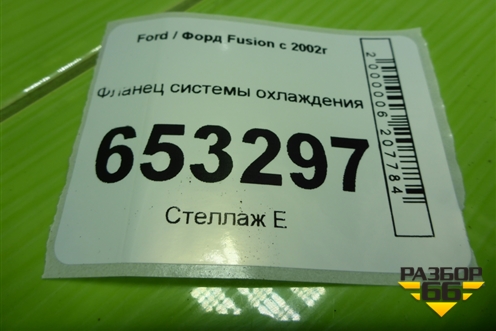 Ford / Форд Fusion с 2002г
Фланец системы охлаждения
653297
Стеллаж Е
2000006207784
РАЗБОР
66